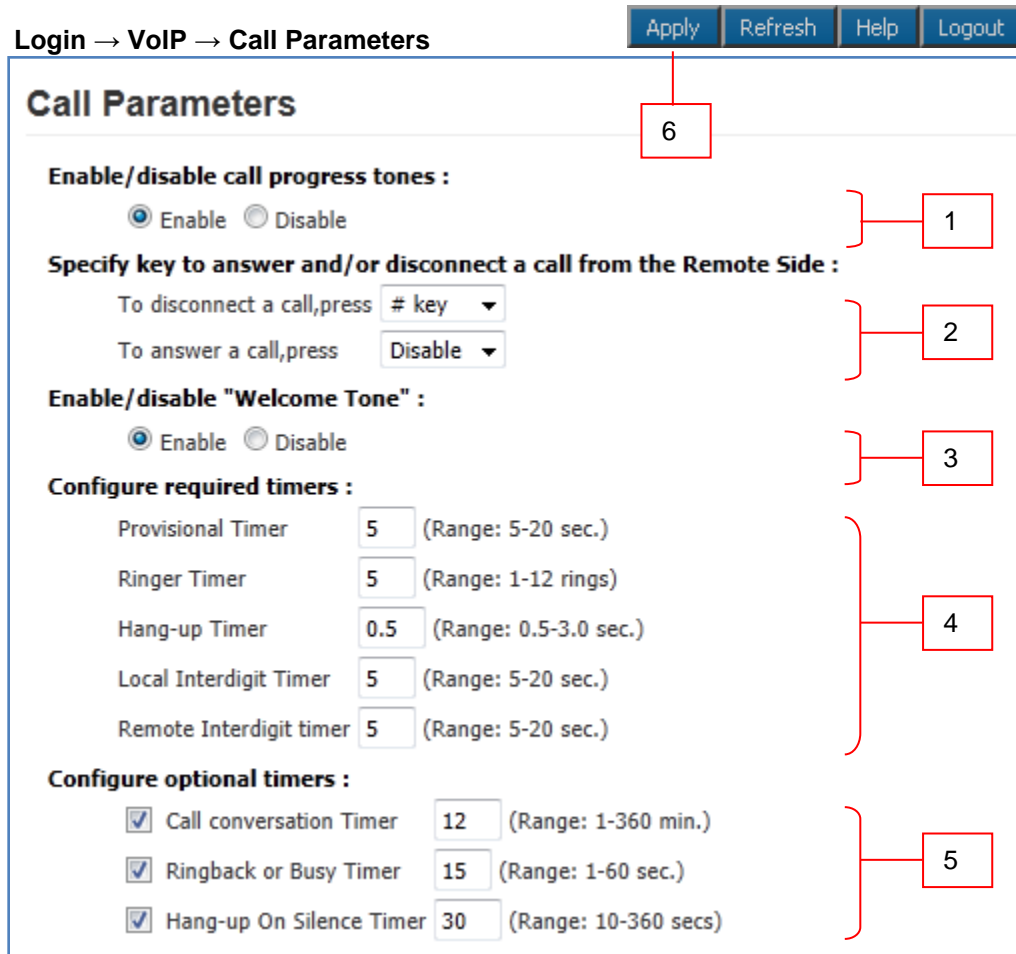 Login → VoIP → Call Parameters
Apply Refresh Help Logout
Call Parameters
6
Enable/disable call progress tones :
Enable Disable
1
Specify key to answer and/or disconnect a call from the Remote Side :
To disconnect a call,press # key
2
To answer a call,press Disable
Enable/disable "Welcome Tone" :
Enable Disable
3
Configure required timers :
Provisional Timer 5 (Range: 5-20 sec.)
Ringer Timer 5 (Range: 1-12 rings)
Hang-up Timer 0.5 (Range: 0.5-3.0 sec.)
4
Local Interdigit Timer 5 (Range: 5-20 sec.)
Remote Interdigit timer 5 (Range: 5-20 sec.)
Configure optional timers :
Call conversation Timer 12 (Range: 1-360 min.)
Ringback or Busy Timer 15 (Range: 1-60 sec.)
5
Hang-up On Silence Timer 30 (Range: 10-360 secs)